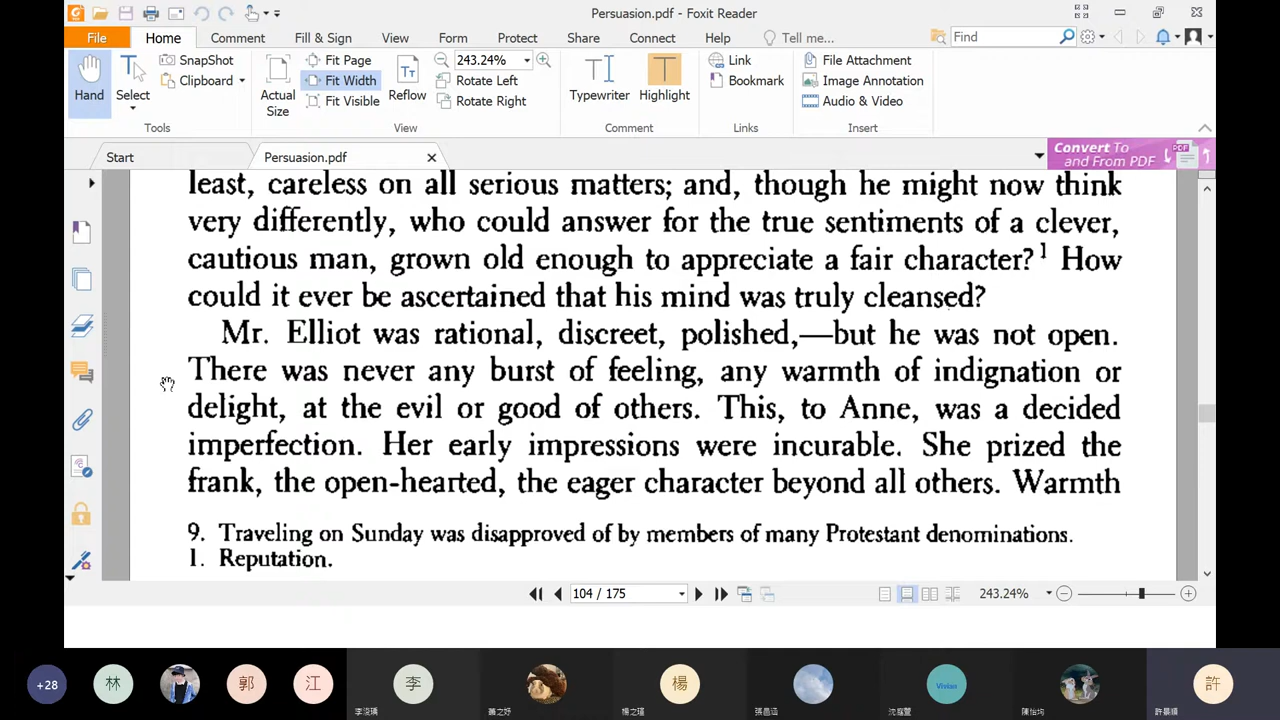 Persuasion.pdf - Foxit Reader
File Home Comment Fill & Sign View Form Protect Share Connect Help Tell me... Find
Hand
Select
SnapShot
Clipboard
Tools
Actual Size
Fit Page
Fit Width
Fit Visible
Reflow
243.24%
Rotate Left
Rotate Right
View
Typewriter
Highlight
Comment
Link
Bookmark
Links
File Attachment
Image Annotation
Audio & Video
Insert
Start Persuasion.pdf
Convert To
and From PDF
PDF
least, careless on all serious matters; and, though he might now think
very differently, who could answer for the true sentiments of a clever,
cautious man, grown old enough to appreciate a fair character?1 How
could it ever be ascertained that his mind was truly cleansed?
Mr. Elliot was rational, discreet, polished,—but he was not open.
There was never any burst of feeling, any warmth of indignation or
delight, at the evil or good of others. This, to Anne, was a decided
imperfection. Her early impressions were incurable. She prized the
frank, the open-hearted, the eager character beyond all others. Warmth
9. Traveling on Sunday was disapproved of by members of many Protestant denominations.
1. Reputation.
104 / 175
243.24%
+28 林 郭 江 李 楊 Vivian 許